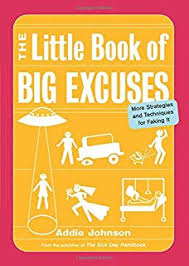 THE
Little Book of
BIG EXCUSES
More Strategies
and Techniques
for Faking It
Addie Johnson
From the publisher of The Sick Day Handbook